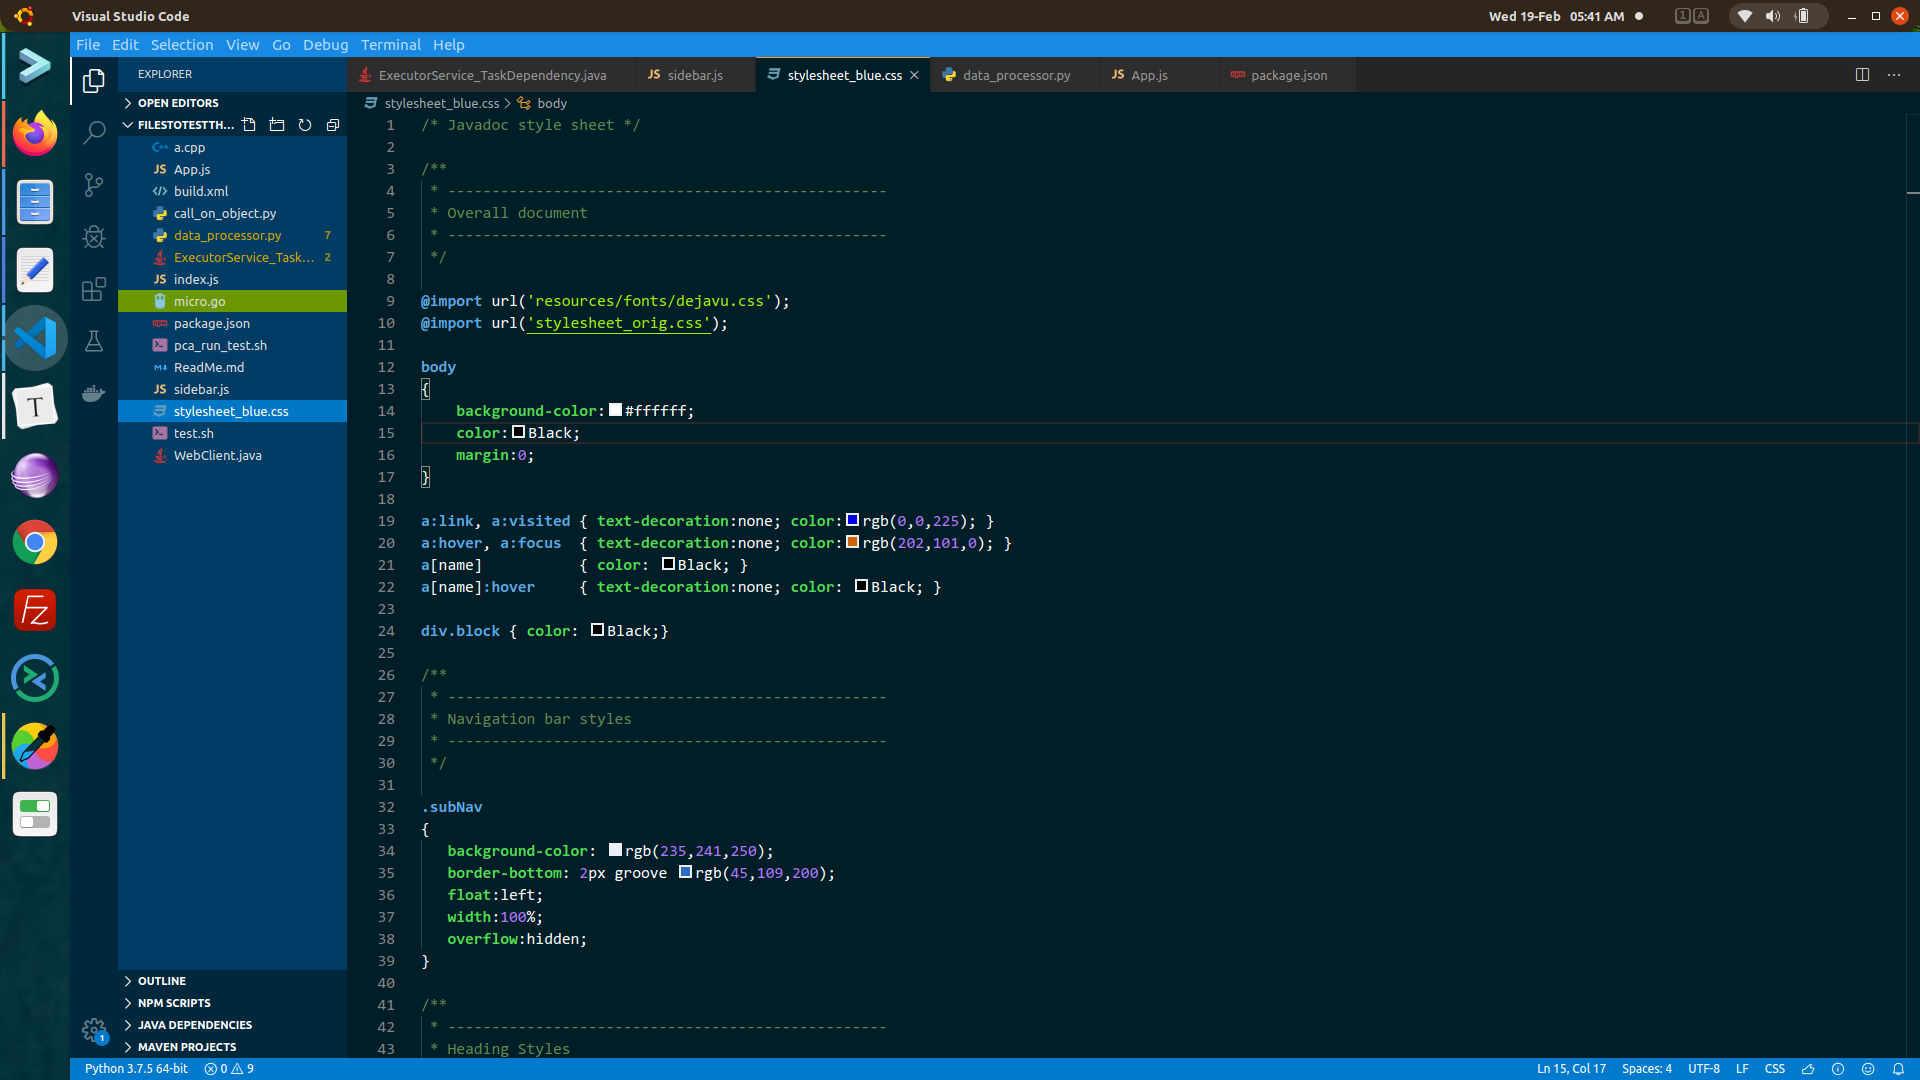 Visual Studio Code
Wed 19-Feb 05:41 AM
1 A
File Edit Selection View Go Debug Terminal Help
EXPLORER
OPEN EDITORS
FILESTOTESTTH...
a.cpp
JS App.js
build.xml
call_on_object.py
data_processor.py 7
ExecutorService_Task... 2
JS index.js
micro.go
package.json
pca_run_test.sh
ReadMe.md
JS sidebar.js
stylesheet_blue.css
test.sh
WebClient.java
OUTLINE
NPM SCRIPTS
JAVA DEPENDENCIES
MAVEN PROJECTS
1
T
Fz
ExecutorService_TaskDependency.java JS sidebar.js stylesheet_blue.css data_processor.py JS App.js package.json
stylesheet_blue.css > body
1 /* Javadoc style sheet */
2
3 /**
4 * --------------------------------------------------
5 * Overall document
6 * --------------------------------------------------
7 */
8
9 @import url('resources/fonts/dejavu.css');
10 @import url('stylesheet_orig.css');
11
12 body
13 {
14 background-color:#ffffff;
15 color:Black;
16 margin:0;
17 }
18
19 a:link, a:visited { text-decoration:none; color:rgb(0,0,225); }
20 a:hover, a:focus { text-decoration:none; color:rgb(202,101,0); }
21 a[name] { color: Black; }
22 a[name]:hover { text-decoration:none; color: Black; }
23
24 div.block { color: Black;}
25
26 /**
27 * --------------------------------------------------
28 * Navigation bar styles
29 * --------------------------------------------------
30 */
31
32 .subNav
33 {
34 background-color: rgb(235,241,250);
35 border-bottom: 2px groove rgb(45,109,200);
36 float:left;
37 width:100%;
38 overflow:hidden;
39 }
40
41 /**
42 * --------------------------------------------------
43 * Heading Styles
Python 3.7.5 64-bit 0 9 Ln 15, Col 17 Spaces: 4 UTF-8 LF CSS